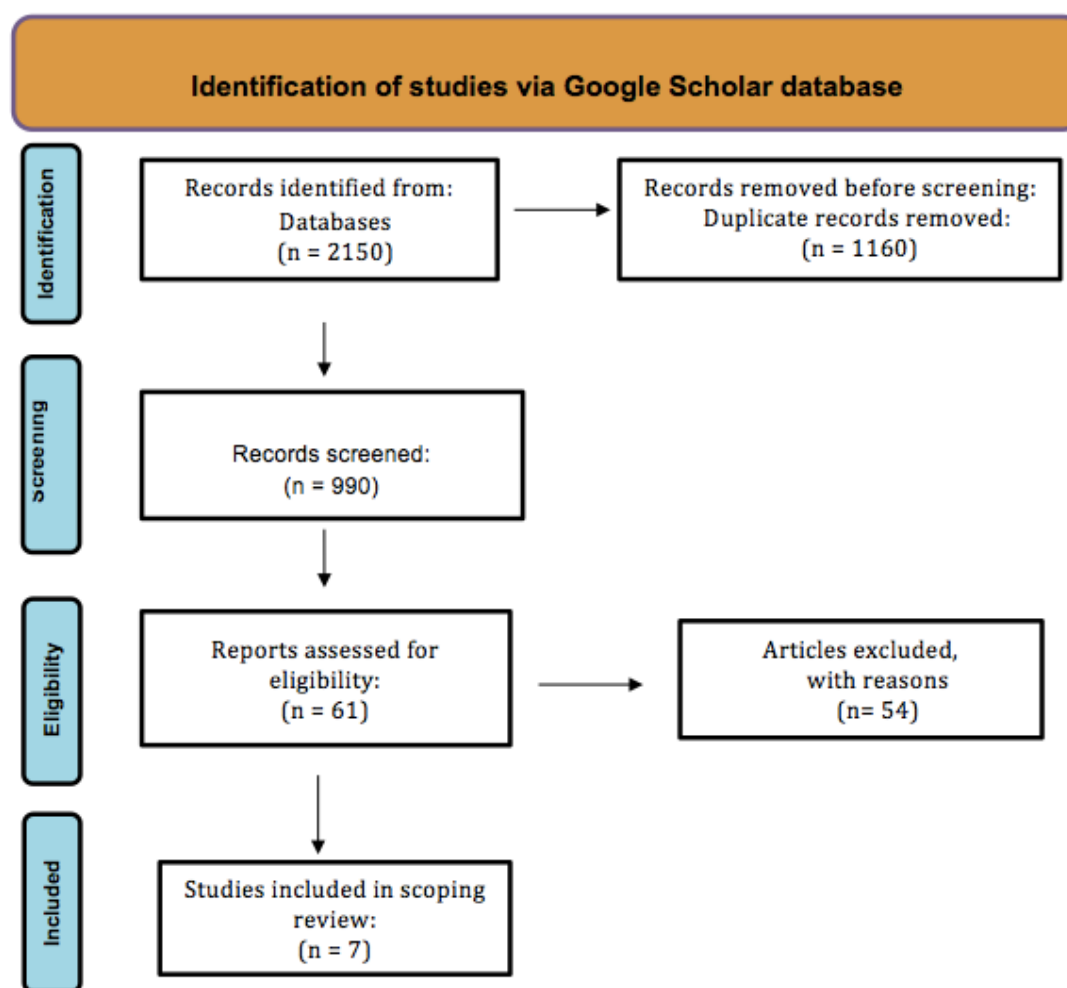 Identification of studies via Google Scholar database
Identification
Records identified from:
Databases
(n = 2150)
Records removed before screening:
Duplicate records removed:
(n = 1160)
Screening
Records screened:
(n = 990)
Eligibility
Reports assessed for
eligibility:
(n = 61)
Articles excluded,
with reasons
(n= 54)
Included
Studies included in scoping
review:
(n = 7)